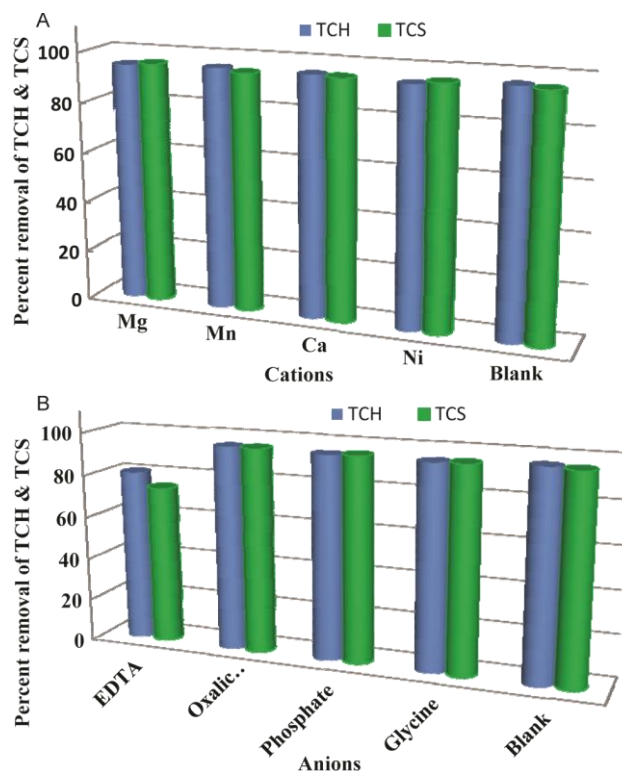 A
TCH TCS
Percent removal of TCH & TCS
100
80
60
40
20
0
Mg Mn Ca Ni Blank
Cations
B
TCH TCS
Percent removal of TCH & TCS
100
80
60
40
20
0
EDTA Oxalic.. Phosphate Glycine Blank
Anions